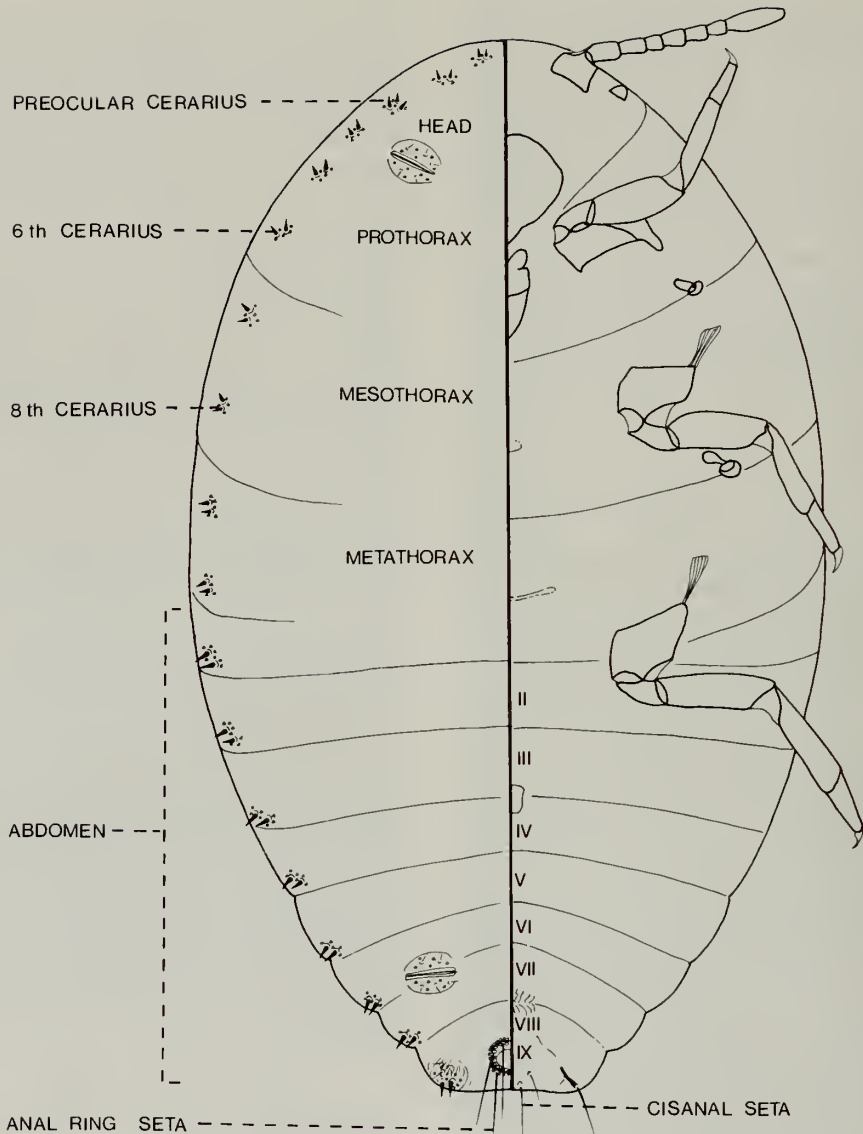 PREOCULAR CERARIUS
HEAD
6 th CERARIUS
PROTHORAX
8 th CERARIUS
MESOTHORAX
METATHORAX
II
III
ABDOMEN
IV
V
VI
VII
VIII
IX
CISANAL SETA
ANAL RING SETA